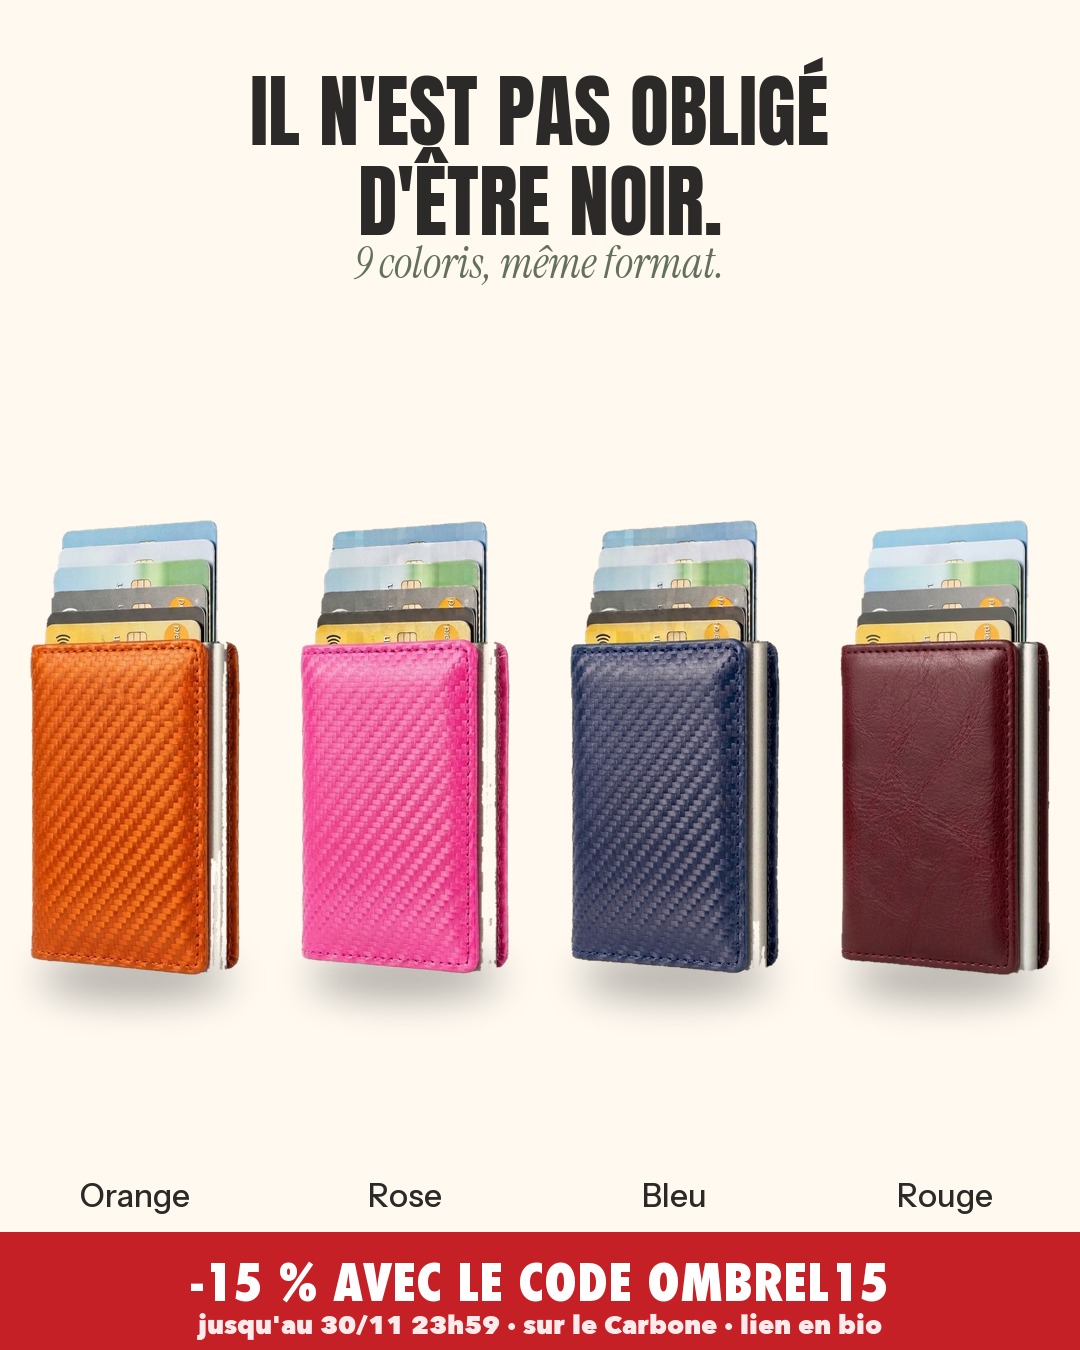 IL N'EST PAS OBLIGÉ
D'ÊTRE NOIR.
9 coloris, même format.
Orange
Rose
Bleu
Rouge
-15 % AVEC LE CODE OMBREL15
jusqu'au 30/11 23h59 · sur le Carbone · lien en bio